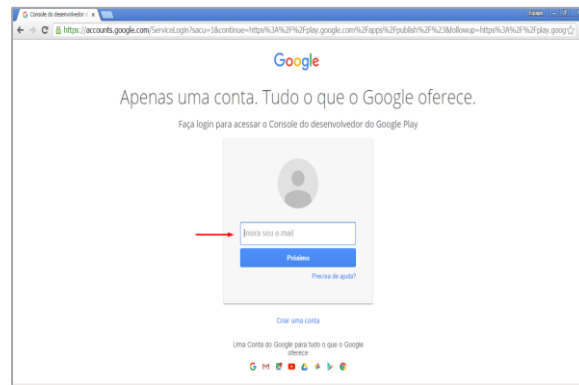 Console do desenvolvedor
Equipe
https://accounts.google.com/ServiceLogin?sacu=1&continue=https%3A%2F%2Fplay.google.com%2Fapps%2Fpublish%2F%23&followup=https%3A%2F%2Fplay.goog
Google
Apenas uma conta. Tudo o que o Google oferece.
Faça login para acessar o Console do desenvolvedor do Google Play
Insira seu e-mail
Próximo
Precisa de ajuda?
Criar uma conta
Uma Conta do Google para tudo o que o Google
oferece